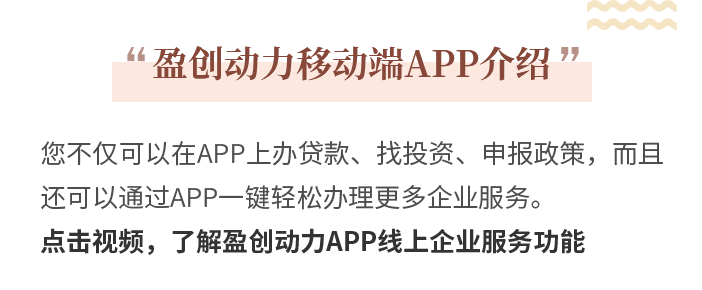 “盈创动力移动端APP介绍”
您不仅可以在APP上办贷款、找投资、申报政策，而且
还可以通过APP一键轻松办理更多企业服务。
点击视频，了解盈创动力APP线上企业服务功能